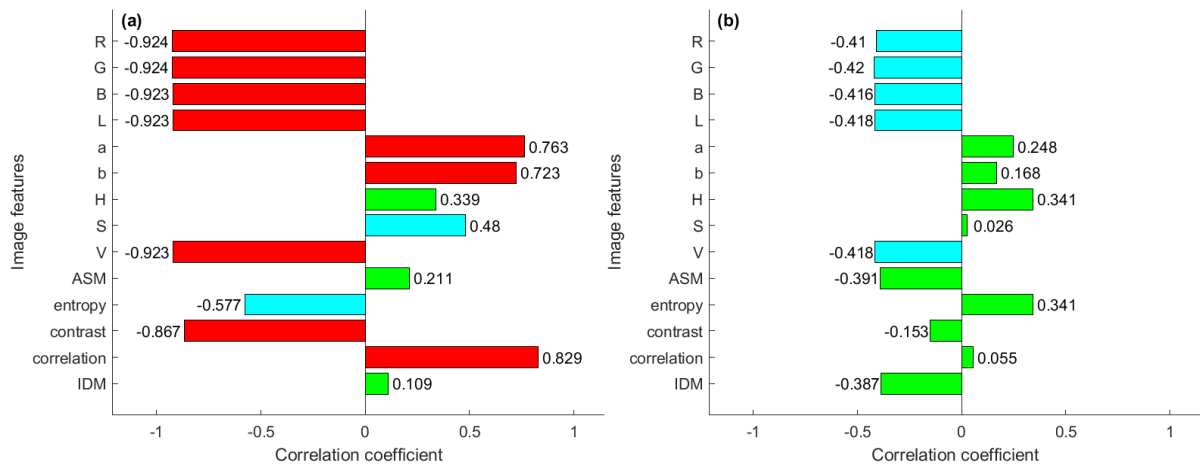 (a)
R -0.924
G -0.924
B -0.923
L -0.923
a 0.763
b 0.723
H 0.339
S 0.48
V -0.923
ASM 0.211
entropy -0.577
contrast -0.867
correlation 0.829
IDM 0.109
-1 -0.5 0 0.5 1
Correlation coefficient
Image features
(b)
R -0.41
G -0.42
B -0.416
L -0.418
a 0.248
b 0.168
H 0.341
S 0.026
V -0.418
ASM -0.391
entropy 0.341
contrast -0.153
correlation 0.055
IDM -0.387
-1 -0.5 0 0.5 1
Correlation coefficient
Image features